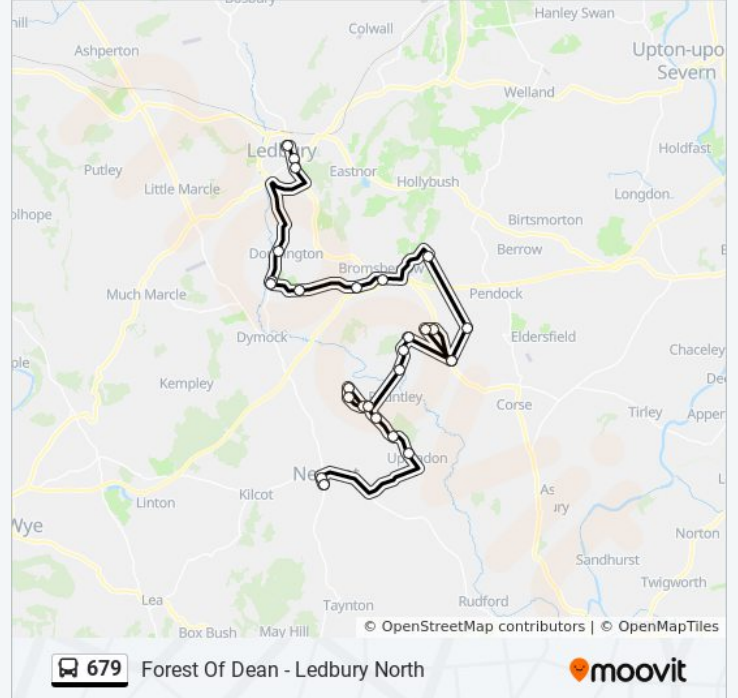 Hanley Swan
Colwall
Ashperton
Upton-upo
Severn
Welland
Ledbury
Holdfast
Putley
Eastnor
Hollybush
Little Marcle
Longdon
Birtsmorton
Berrow
Bromsberrow
Much Marcle
Pendock
Dymock
Eldersfield
Chaceley
Kempley
Corse
Tirley
Apper
Upleadon
Kilcot
Linton
Wye
Norton
Sandhurst
Twigworth
Lea
Taynton
Rudford
Box Bush
May Hill
© OpenStreetMap contributors | © OpenMapTiles
679
Forest Of Dean - Ledbury North
moovit